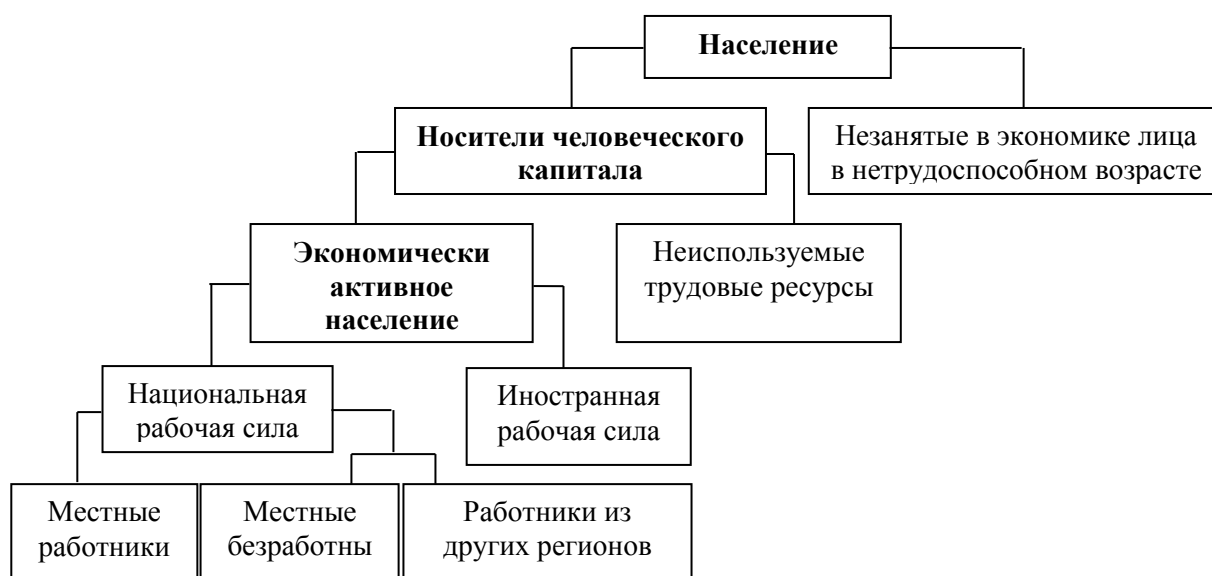 Население
Носители человеческого
капитала
Незанятые в экономике лица
в нетрудоспособном возрасте
Экономически
активное
население
Неиспользуемые
трудовые ресурсы
Национальная
рабочая сила
Иностранная
рабочая сила
Местные
работники
Местные
безработны
Работники из
других регионов